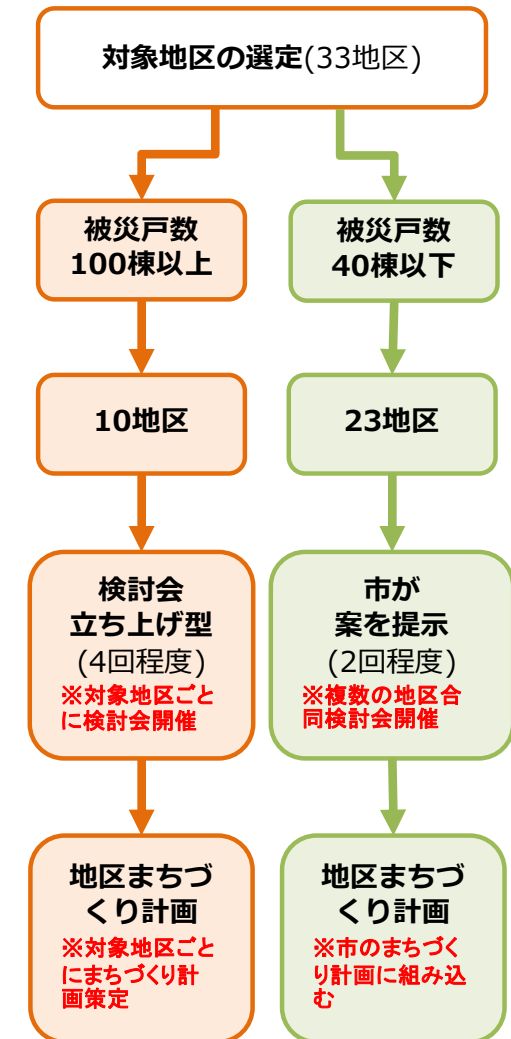 対象地区の選定(33地区)
被災戸数
100棟以上
被災戸数
40棟以下
10地区
23地区
検討会
立ち上げ型
(4回程度)
※対象地区ごと
に検討会開催
市が
案を提示
(2回程度)
※複数の地区合
同検討会開催
地区まちづ
くり計画
※対象地区ごと
にまちづくり計
画策定
地区まちづ
くり計画
※市のまちづく
り計画に組み込
む